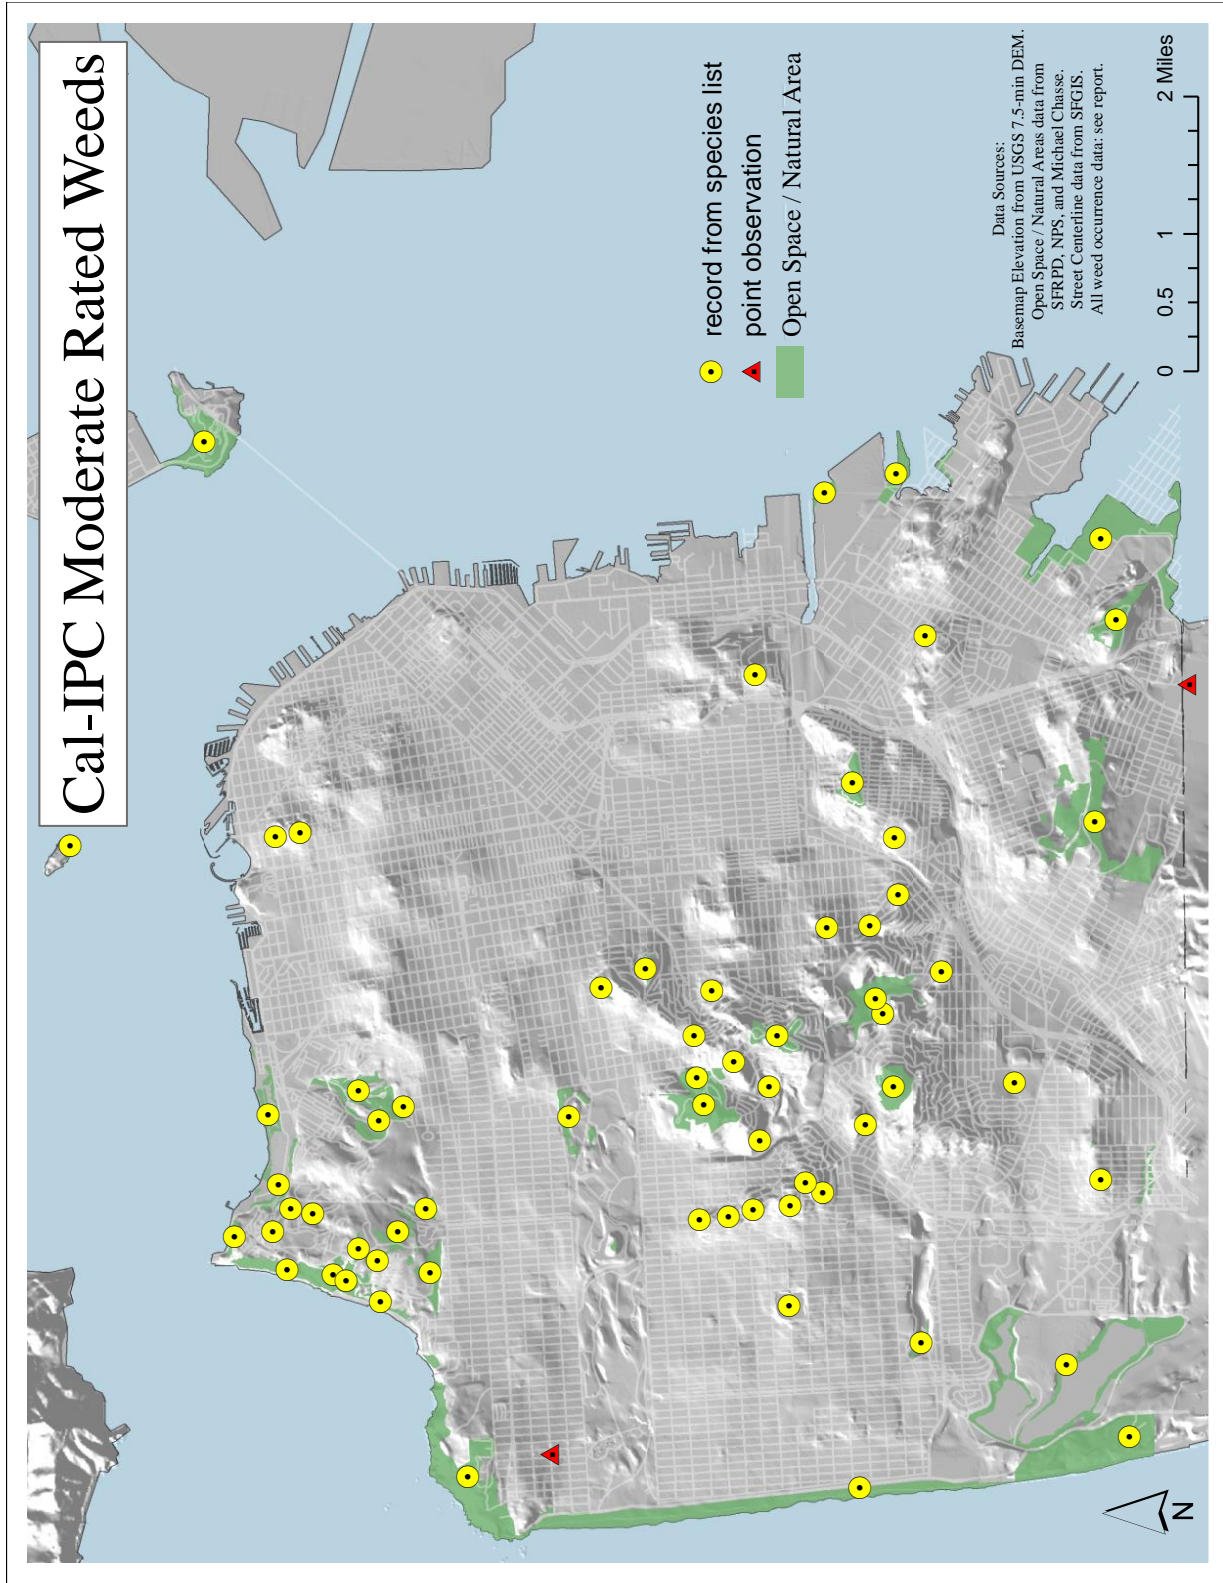 Cal-IPC Moderate Rated Weeds
record from species list
point observation
Open Space / Natural Area
Data Sources:
Basemap Elevation from USGS 7.5-min DEM.
Open Space / Natural Areas data from
SFRPD, NPS, and Michael Chasse.
Street Centerline data from SFGIS.
All weed occurrence data: see report.
0 0.5 1 2 Miles
N